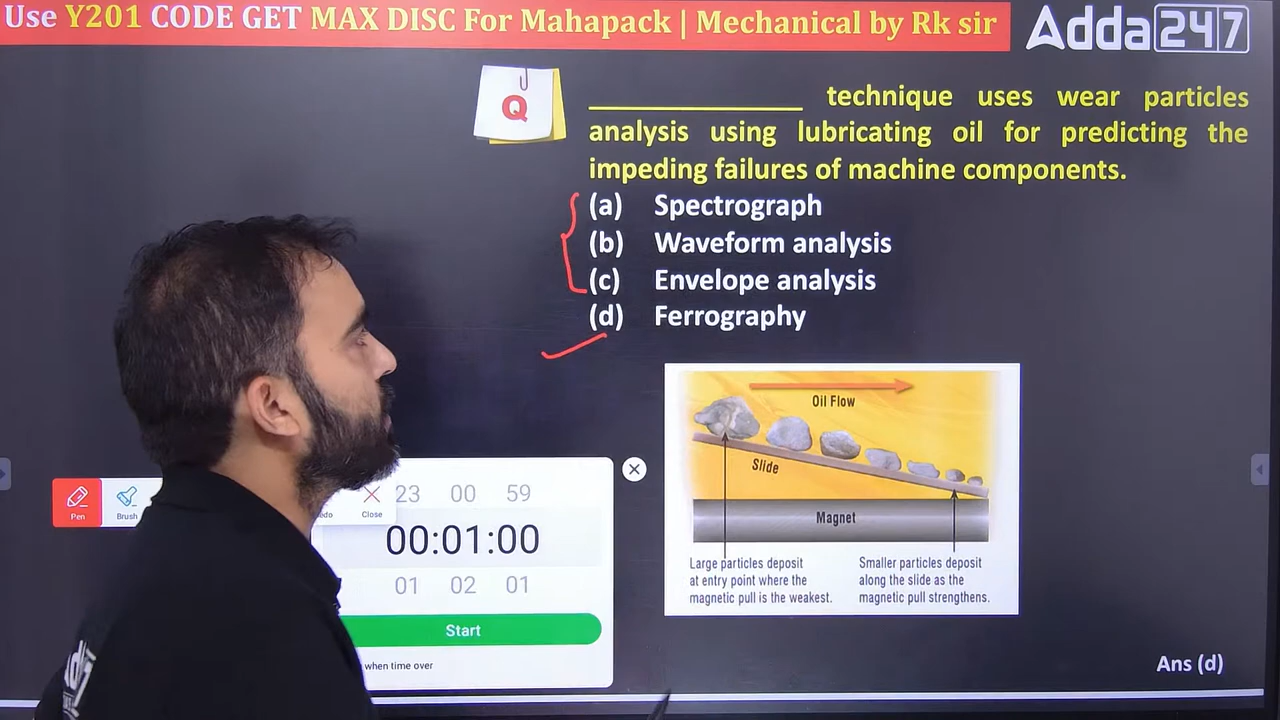 Use Y201 CODE GET MAX DISC For Mahapack | Mechanical by Rk sir
Adda247
Q
____________ technique uses wear particles
analysis using lubricating oil for predicting the
impeding failures of machine components.
(a) Spectrograph
(b) Waveform analysis
(c) Envelope analysis
(d) Ferrography
Oil Flow
Slide
Magnet
Large particles deposit
at entry point where the
magnetic pull is the weakest.
Smaller particles deposit
along the slide as the
magnetic pull strengthens.
Pen
Brush
Close
23 00 59
00:01:00
01 02 01
Start
when time over
Ans (d)